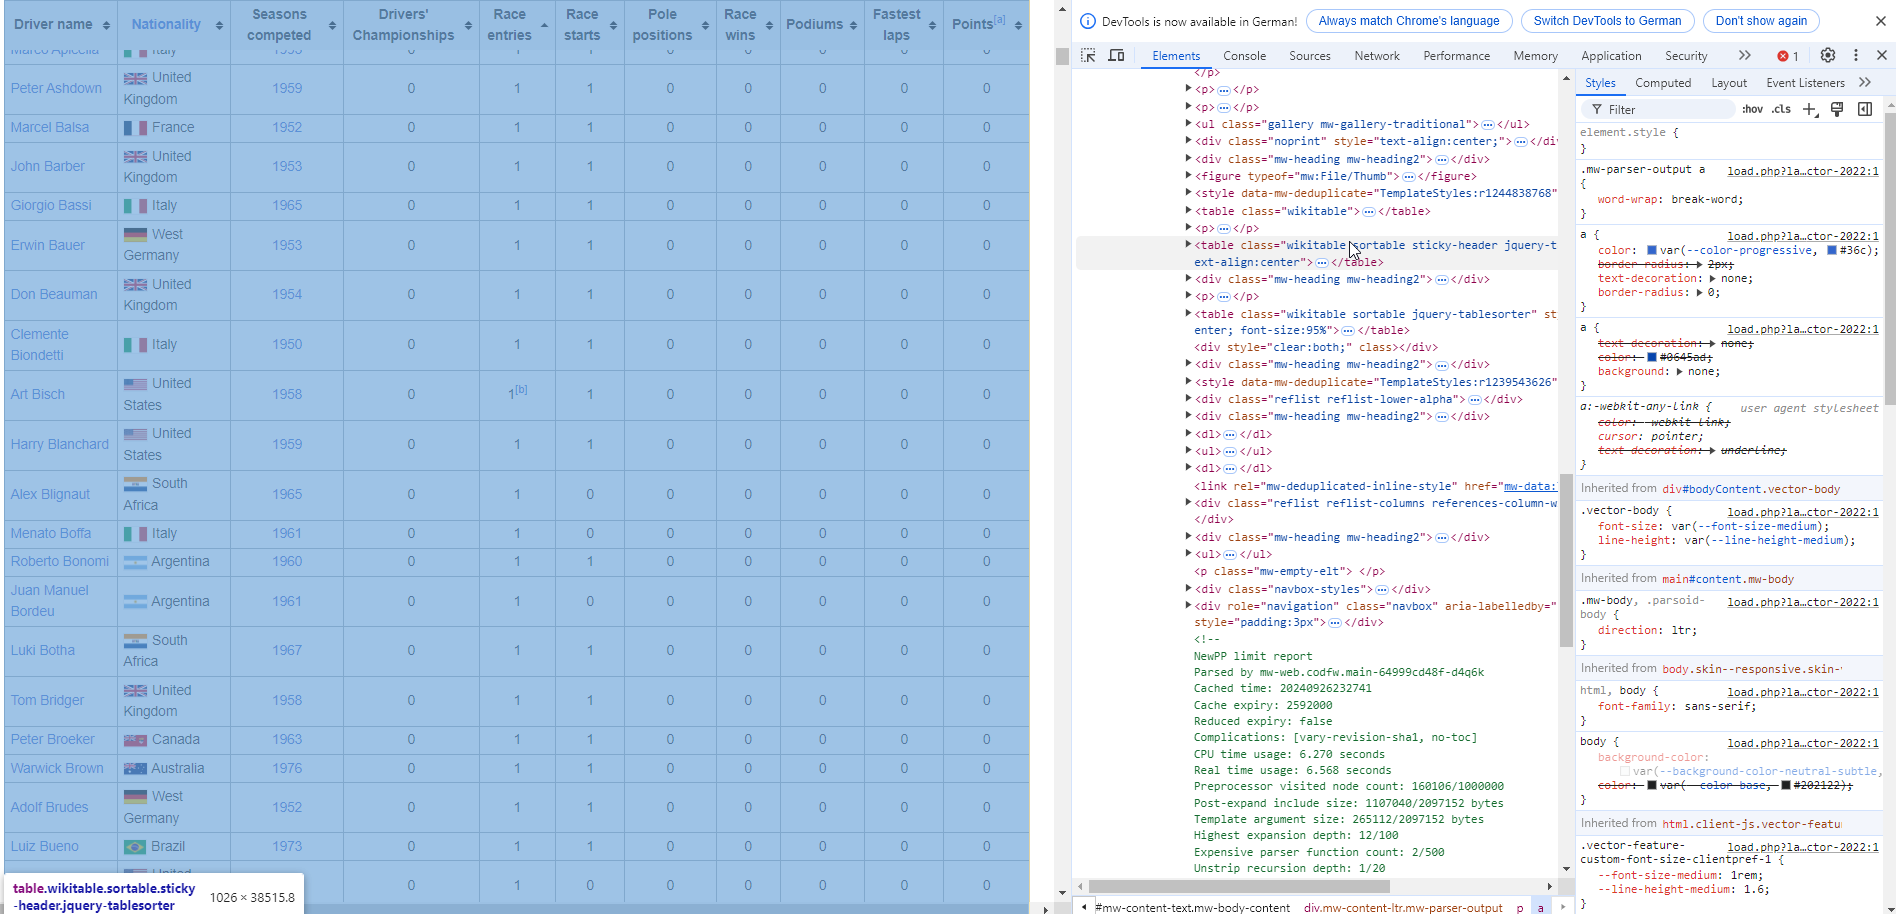 Driver name
Nationality
Seasons competed
Drivers' Championships
Race entries
Race starts
Pole positions
Race wins
Podiums
Fastest laps
Points[a]
Marco Apicella Italy 1993 0 1 1 0 0 0 0 0
Peter Ashdown United Kingdom 1959 0 1 1 0 0 0 0 0
Marcel Balsa France 1952 0 1 1 0 0 0 0 0
John Barber United Kingdom 1953 0 1 1 0 0 0 0 0
Giorgio Bassi Italy 1965 0 1 1 0 0 0 0 0
Erwin Bauer West Germany 1953 0 1 1 0 0 0 0 0
Don Beauman United Kingdom 1954 0 1 1 0 0 0 0 0
Clemente Biondetti Italy 1950 0 1 1 0 0 0 0 0
Art Bisch United States 1958 0 1[b] 1 0 0 0 0 0
Harry Blanchard United States 1959 0 1 1 0 0 0 0 0
Alex Blignaut South Africa 1965 0 1 0 0 0 0 0 0
Menato Boffa Italy 1961 0 1 0 0 0 0 0 0
Roberto Bonomi Argentina 1960 0 1 1 0 0 0 0 0
Juan Manuel Bordeu Argentina 1961 0 1 0 0 0 0 0 0
Luki Botha South Africa 1967 0 1 1 0 0 0 0 0
Tom Bridger United Kingdom 1958 0 1 1 0 0 0 0 0
Peter Broeker Canada 1963 0 1 1 0 0 0 0 0
Warwick Brown Australia 1976 0 1 1 0 0 0 0 0
Adolf Brudes West Germany 1952 0 1 1 0 0 0 0 0
Luiz Bueno Brazil 1973 0 1 1 0 0 0 0 0
0 1 0 0 0 0 0 0
table.wikitable.sortable.sticky
-header.jquery-tablesorter
1026 × 38515.8
DevTools is now available in German!
Always match Chrome's language
Switch DevTools to German
Don't show again
Elements
Console
Sources
Network
Performance
Memory
Application
Security
1
</p>
<p>…</p>
<p>…</p>
<ul class="gallery mw-gallery-traditional">…</ul>
<div class="noprint" style="text-align:center;">…</div
<div class="mw-heading mw-heading2">…</div>
<figure typeof="mw:File/Thumb">…</figure>
<style data-mw-deduplicate="TemplateStyles:r1244838768"
<table class="wikitable">…</table>
<p>…</p>
<table class="wikitable sortable sticky-header jquery-t
ext-align:center">…</table>
<div class="mw-heading mw-heading2">…</div>
<p>…</p>
<table class="wikitable sortable jquery-tablesorter" st
enter; font-size:95%">…</table>
<div style="clear:both;" class></div>
<div class="mw-heading mw-heading2">…</div>
<style data-mw-deduplicate="TemplateStyles:r1239543626"
<div class="reflist reflist-lower-alpha">…</div>
<div class="mw-heading mw-heading2">…</div>
<dl>…</dl>
<ul>…</ul>
<dl>…</dl>
<link rel="mw-deduplicated-inline-style" href="mw-data:
<div class="reflist reflist-columns references-column-w
</div>
<div class="mw-heading mw-heading2">…</div>
<ul>…</ul>
<p class="mw-empty-elt"> </p>
<div class="navbox-styles">…</div>
<div role="navigation" class="navbox" aria-labelledby="
style="padding:3px">…</div>
<!--
NewPP limit report
Parsed by mw-web.codfw.main-64999cd48f-d4q6k
Cached time: 20240926232741
Cache expiry: 2592000
Reduced expiry: false
Complications: [vary-revision-sha1, no-toc]
CPU time usage: 6.270 seconds
Real time usage: 6.568 seconds
Preprocessor visited node count: 160106/1000000
Post-expand include size: 1107040/2097152 bytes
Template argument size: 265112/2097152 bytes
Highest expansion depth: 12/100
Expensive parser function count: 2/500
Unstrip recursion depth: 1/20
#mw-content-text.mw-body-content div.mw-content-ltr.mw-parser-output p a
Styles
Computed
Layout
Event Listeners
Filter
:hov
.cls
element.style {
}
.mw-parser-output a load.php?la…ctor-2022:1
{
word-wrap: break-word;
}
a { load.php?la…ctor-2022:1
color: var(--color-progressive, #36c);
border-radius: 2px;
text-decoration: none;
border-radius: 0;
}
a { load.php?la…ctor-2022:1
text-decoration: none;
color: #0645ad;
background: none;
}
a:-webkit-any-link { user agent stylesheet
color: -webkit-link;
cursor: pointer;
text-decoration: underline;
}
Inherited from div#bodyContent.vector-body
.vector-body { load.php?la…ctor-2022:1
font-size: var(--font-size-medium);
line-height: var(--line-height-medium);
}
Inherited from main#content.mw-body
.mw-body, .parsoid- load.php?la…ctor-2022:1
body {
direction: ltr;
}
Inherited from body.skin--responsive.skin-
html, body { load.php?la…ctor-2022:1
font-family: sans-serif;
}
body { load.php?la…ctor-2022:1
background-color:
var(--background-color-neutral-subtle,
color: var(--color-base, #202122);
}
Inherited from html.client-js.vector-featu
.vector-feature- load.php?la…ctor-2022:1
custom-font-size-clientpref-1 {
--font-size-medium: 1rem;
--line-height-medium: 1.6;
}